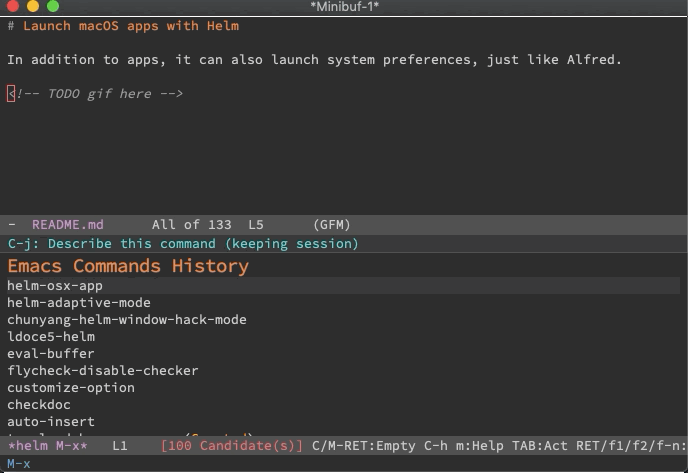 *Minibuf-1*
# Launch macOS apps with Helm
In addition to apps, it can also launch system preferences, just like Alfred.
<!-- TODO gif here -->
- README.md All of 133 L5 (GFM)
C-j: Describe this command (keeping session)
Emacs Commands History
helm-osx-app
helm-adaptive-mode
chunyang-helm-window-hack-mode
ldoce5-helm
eval-buffer
flycheck-disable-checker
customize-option
checkdoc
auto-insert
*helm M-x* L1 [100 Candidate(s)] C/M-RET:Empty C-h m:Help TAB:Act RET/f1/f2/f-n:
M-x